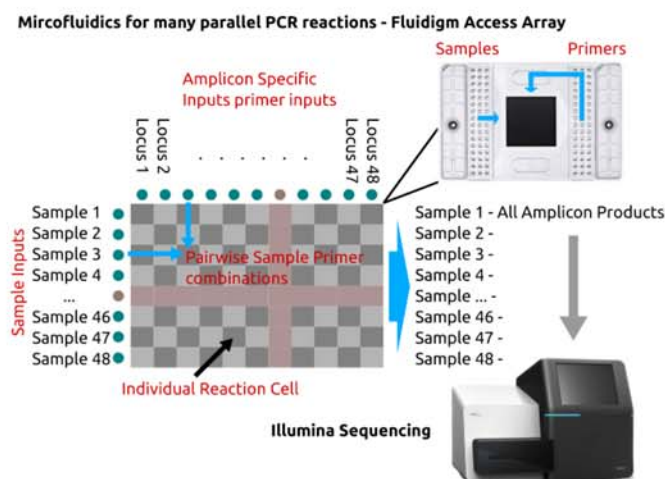 Mircofluidics for many parallel PCR reactions - Fluidigm Access Array
Samples
Primers
Amplicon Specific
Inputs primer inputs
Locus 1
Locus 2
. . . . . . .
Locus 47
Locus 48
Sample Inputs
Sample 1
Sample 2
Sample 3
Sample 4
...
Sample 46
Sample 47
Sample 48
Pairwise Sample Primer
combinations
Individual Reaction Cell
Sample 1 - All Amplicon Products
Sample 2 -
Sample 3 -
Sample 4 -
Sample ... -
Sample 46 -
Sample 47 -
Sample 48 -
Illumina Sequencing